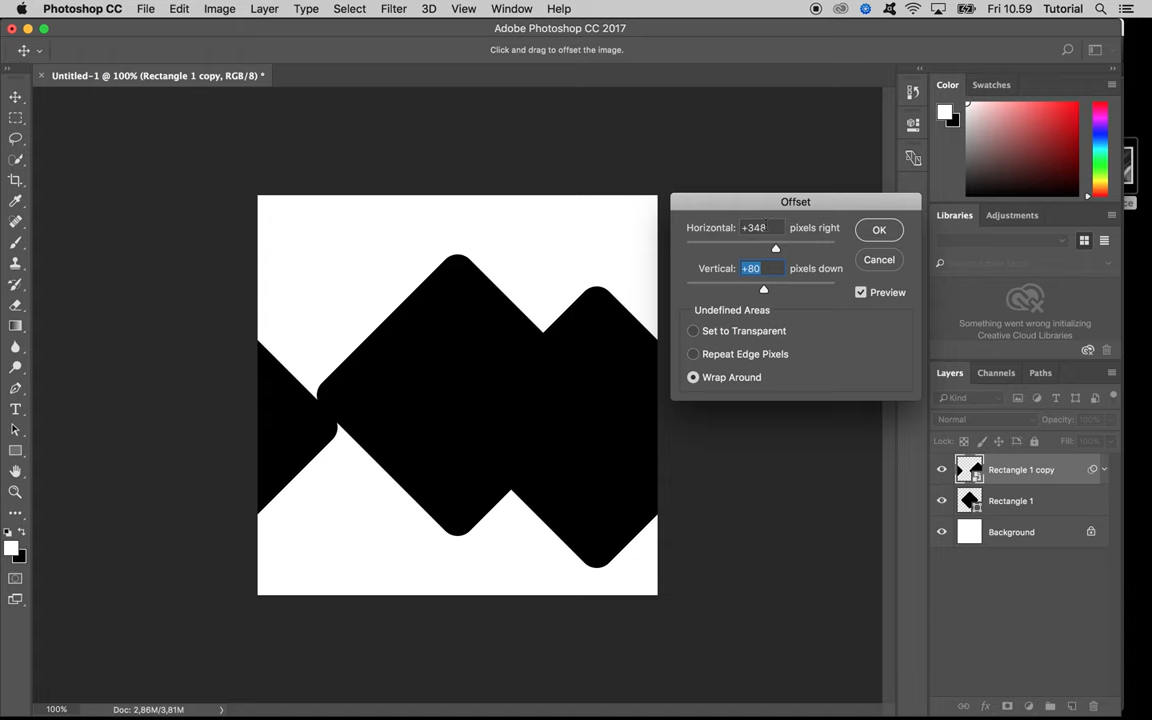 Photoshop CC File Edit Image Layer Type Select Filter 3D View Window Help Fri 10.59 Tutorial
Adobe Photoshop CC 2017
Click and drag to offset the image.
Untitled-1 @ 100% (Rectangle 1 copy, RGB/8) *
Color Swatches
Offset
Horizontal: +348 pixels right OK
Vertical: +80 pixels down Cancel
Preview
Undefined Areas
Set to Transparent
Repeat Edge Pixels
Wrap Around
Libraries Adjustments
Something went wrong initializing
Creative Cloud Libraries
Layers Channels Paths
Kind
Normal Opacity: 100%
Lock: Fill: 100%
Rectangle 1 copy
Rectangle 1
Background
100% Doc: 2,86M/3,81M